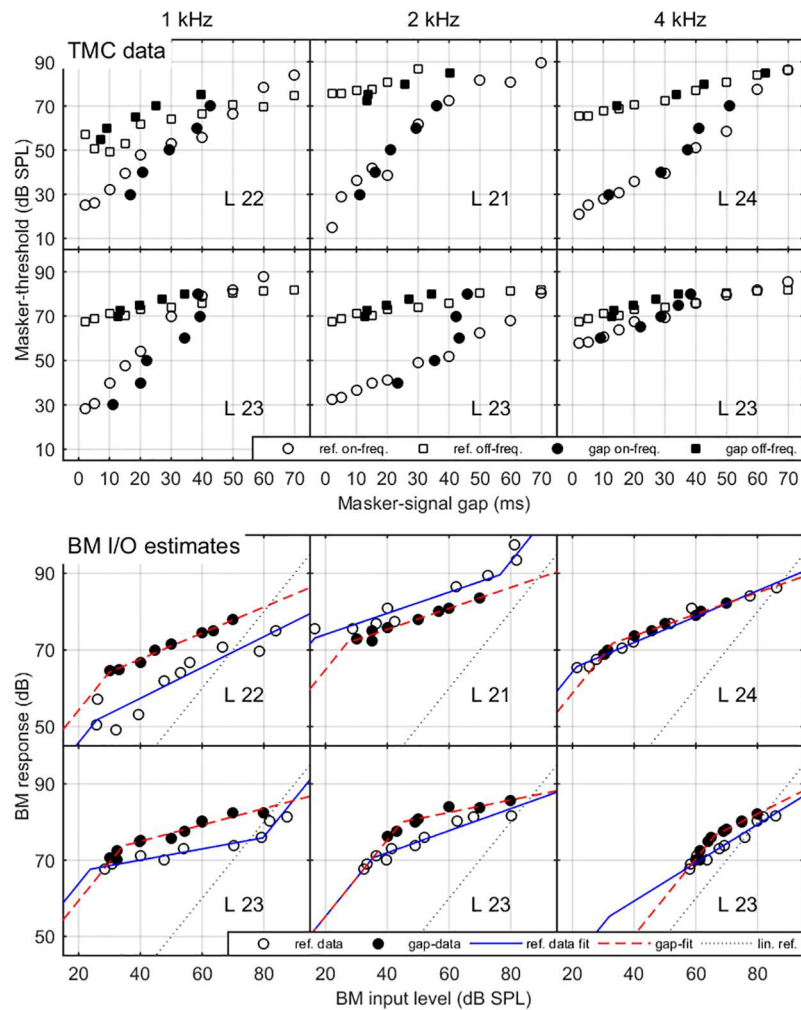 1 kHz 2 kHz 4 kHz
TMC data
90
70
50
30
10
L 22 L 21 L 24
90
70
50
30
10
L 23 L 23 L 23
ref. on-freq. ref. off-freq. gap on-freq. gap off-freq.
0 10 20 30 40 50 60 70 0 10 20 30 40 50 60 70 0 10 20 30 40 50 60 70
Masker-threshold (dB SPL)
Masker-signal gap (ms)
BM I/O estimates
90
70
50
L 22 L 21 L 24
90
70
50
L 23 L 23 L 23
ref. data gap-data ref. data fit gap-fit lin. ref.
20 40 60 80 20 40 60 80 20 40 60 80
BM response (dB)
BM input level (dB SPL)